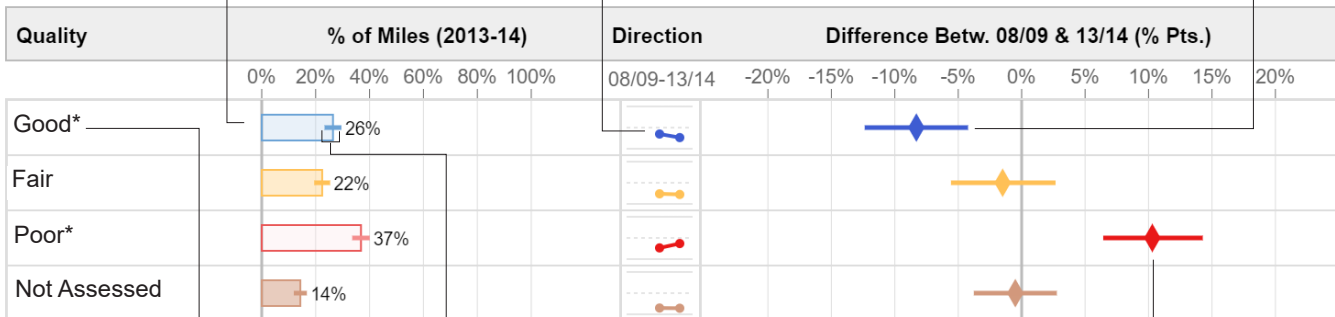 Quality % of Miles (2013-14) Direction Difference Betw. 08/09 & 13/14 (% Pts.)
0% 20% 40% 60% 80% 100% 08/09-13/14 -20% -15% -10% -5% 0% 5% 10% 15% 20%
Good* 26%
Fair 22%
Poor* 37%
Not Assessed 14%